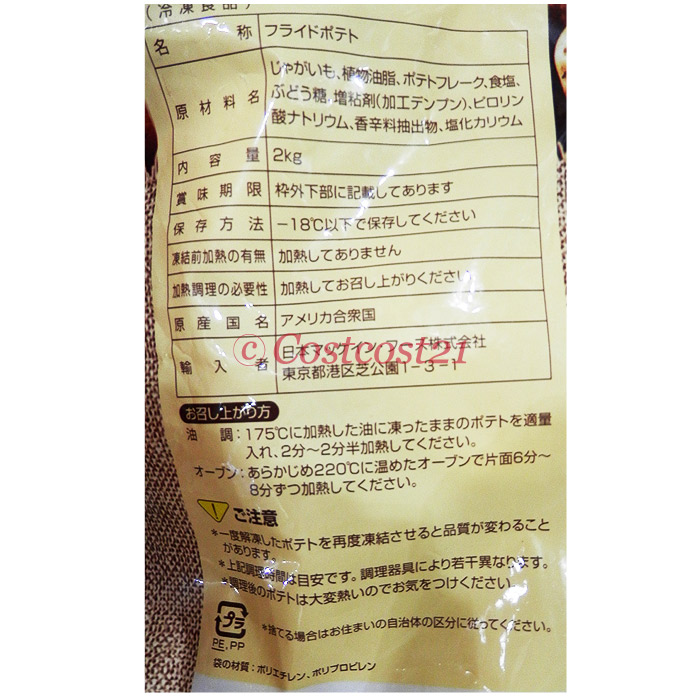 (冷凍食品)
名 称 フライドポテト
原材料名 じゃがいも、植物油脂、ポテトフレーク、食塩、
ぶどう糖、増粘剤(加工デンプン)、ピロリン
酸ナトリウム、香辛料抽出物、塩化カリウム
内容量 2kg
賞味期限 枠外下部に記載してあります
保存方法 −18℃以下で保存してください
凍結前加熱の有無 加熱してありません
加熱調理の必要性 加熱してお召し上がりください
原産国名 アメリカ合衆国
輸入者 日本マッケイン・フーズ株式会社
東京都港区芝公園1-3-1
© Costcost21
お召し上がり方
油 調:175℃に加熱した油に凍ったままのポテトを適量
入れ、2分〜2分半加熱してください。
オーブン:あらかじめ220℃に温めたオーブンで片面6分〜
8分ずつ加熱してください。
ご注意
*一度解凍したポテトを再度凍結させると品質が変わること
があります。
*上記調理時間は目安です。調理器具により若干異なります。
*調理後のポテトは大変熱いのでお気をつけください。
プラ
PE,PP
*捨てる場合はお住まいの自治体の区分に従ってください。
袋の材質:ポリエチレン、ポリプロピレン